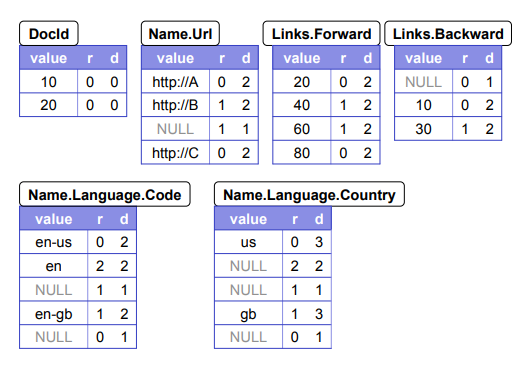 DocId
value r d
10 0 0
20 0 0
Name.Url
value r d
http://A 0 2
http://B 1 2
NULL 1 1
http://C 0 2
Links.Forward
value r d
20 0 2
40 1 2
60 1 2
80 0 2
Links.Backward
value r d
NULL 0 1
10 0 2
30 1 2
Name.Language.Code
value r d
en-us 0 2
en 2 2
NULL 1 1
en-gb 1 2
NULL 0 1
Name.Language.Country
value r d
us 0 3
NULL 2 2
NULL 1 1
gb 1 3
NULL 0 1